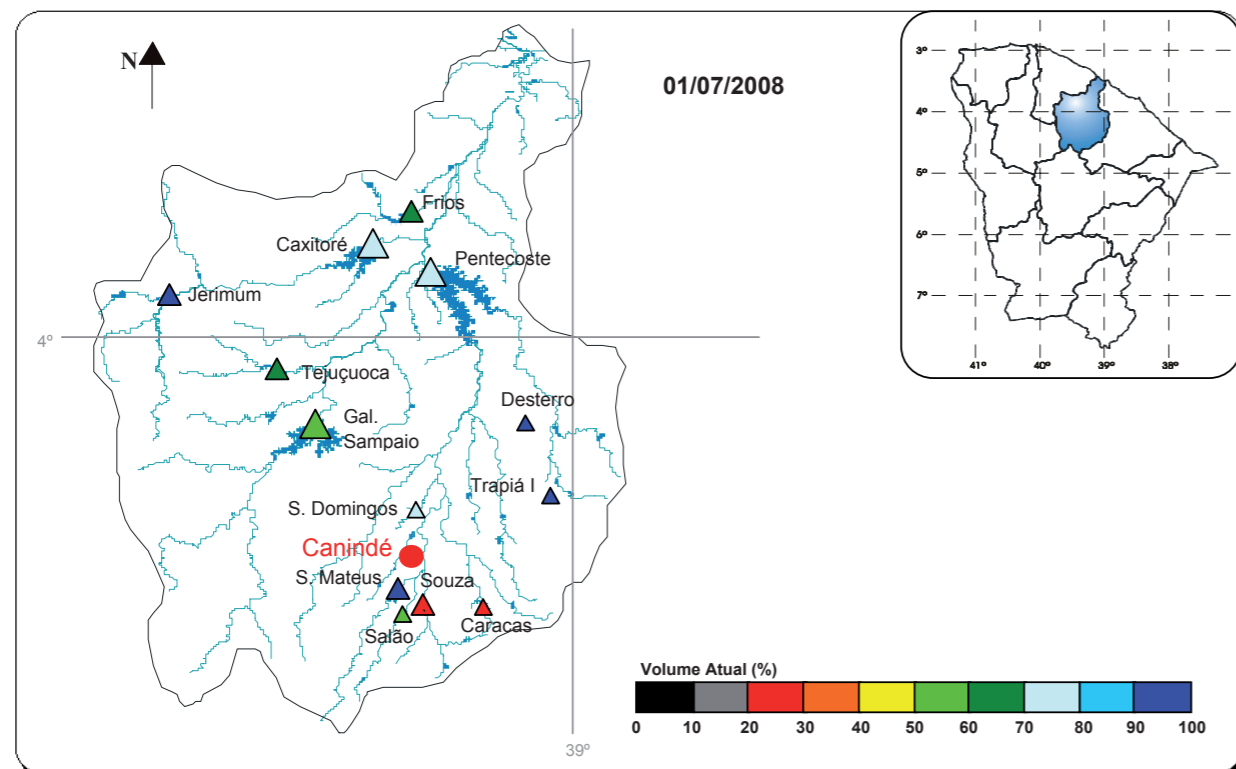 N
01/07/2008
3º
4º
5º
6º
7º
41º
40º
39º
38º
Frios
Caxitoré
Pentecoste
Jerimum
4º
Tejuçuoca
Desterro
Gal.
Sampaio
Trapiá I
S. Domingos
Canindé
S. Mateus
Souza
Salão
Caracas
39º
Volume Atual (%)
0
10
20
30
40
50
60
70
80
90
100